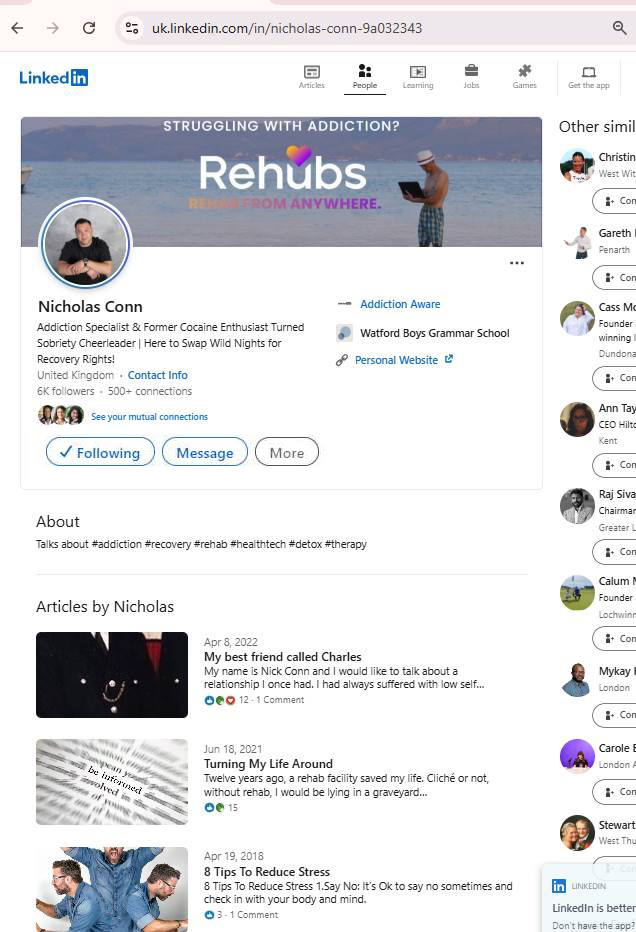 uk.linkedin.com/in/nicholas-conn-9a032343
Linkedin
Articles
People
Learning
Jobs
Games
Get the app
STRUGGLING WITH ADDICTION?
Rehubs
REHAB FROM ANYWHERE.
Nicholas Conn
Addiction Specialist & Former Cocaine Enthusiast Turned
Sobriety Cheerleader | Here to Swap Wild Nights for
Recovery Rights!
United Kingdom · Contact Info
6K followers · 500+ connections
See your mutual connections
Following
Message
More
Addiction Aware
Watford Boys Grammar School
Personal Website
About
Talks about #addiction #recovery #rehab #healthtech #detox #therapy
Articles by Nicholas
Apr 8, 2022
My best friend called Charles
My name is Nick Conn and I would like to talk about a
relationship I once had. I had always suffered with low self...
12 · 1 Comment
be informed
Jun 18, 2021
Turning My Life Around
Twelve years ago, a rehab facility saved my life. Cliché or not,
without rehab, I would be lying in a graveyard...
15
Apr 19, 2018
8 Tips To Reduce Stress
8 Tips To Reduce Stress 1.Say No: It's Ok to say no sometimes and
check in with your body and mind.
3 · 1 Comment
Other simil
Christin
West Wit
Con
Gareth
Penarth
Con
Cass Mc
Founder
winning l
Dundona
Con
Ann Tay
CEO Hilto
Kent
Con
Raj Siva
Chairman
Greater L
Con
Calum M
Founder
Lochwinn
Con
Mykay
London
Con
Carole B
London A
Con
Stewart
West Thu
Con
LINKEDIN
LinkedIn is better
Don't have the app?